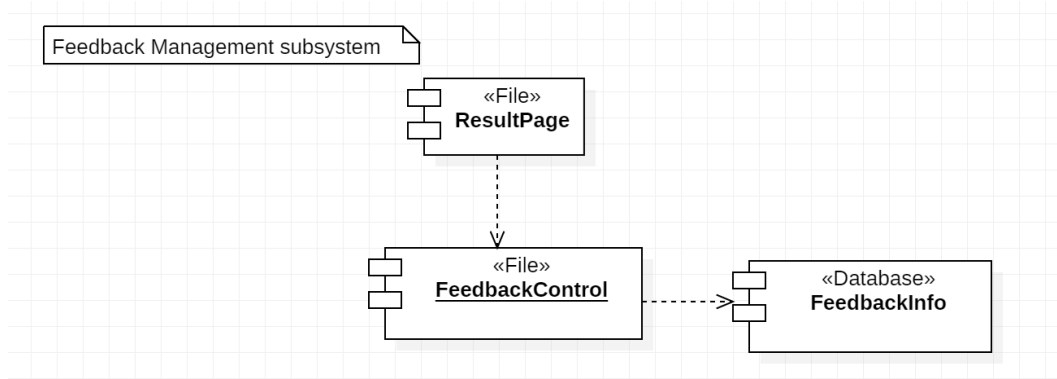 Feedback Management subsystem
«File»
ResultPage
«File»
FeedbackControl
«Database»
FeedbackInfo